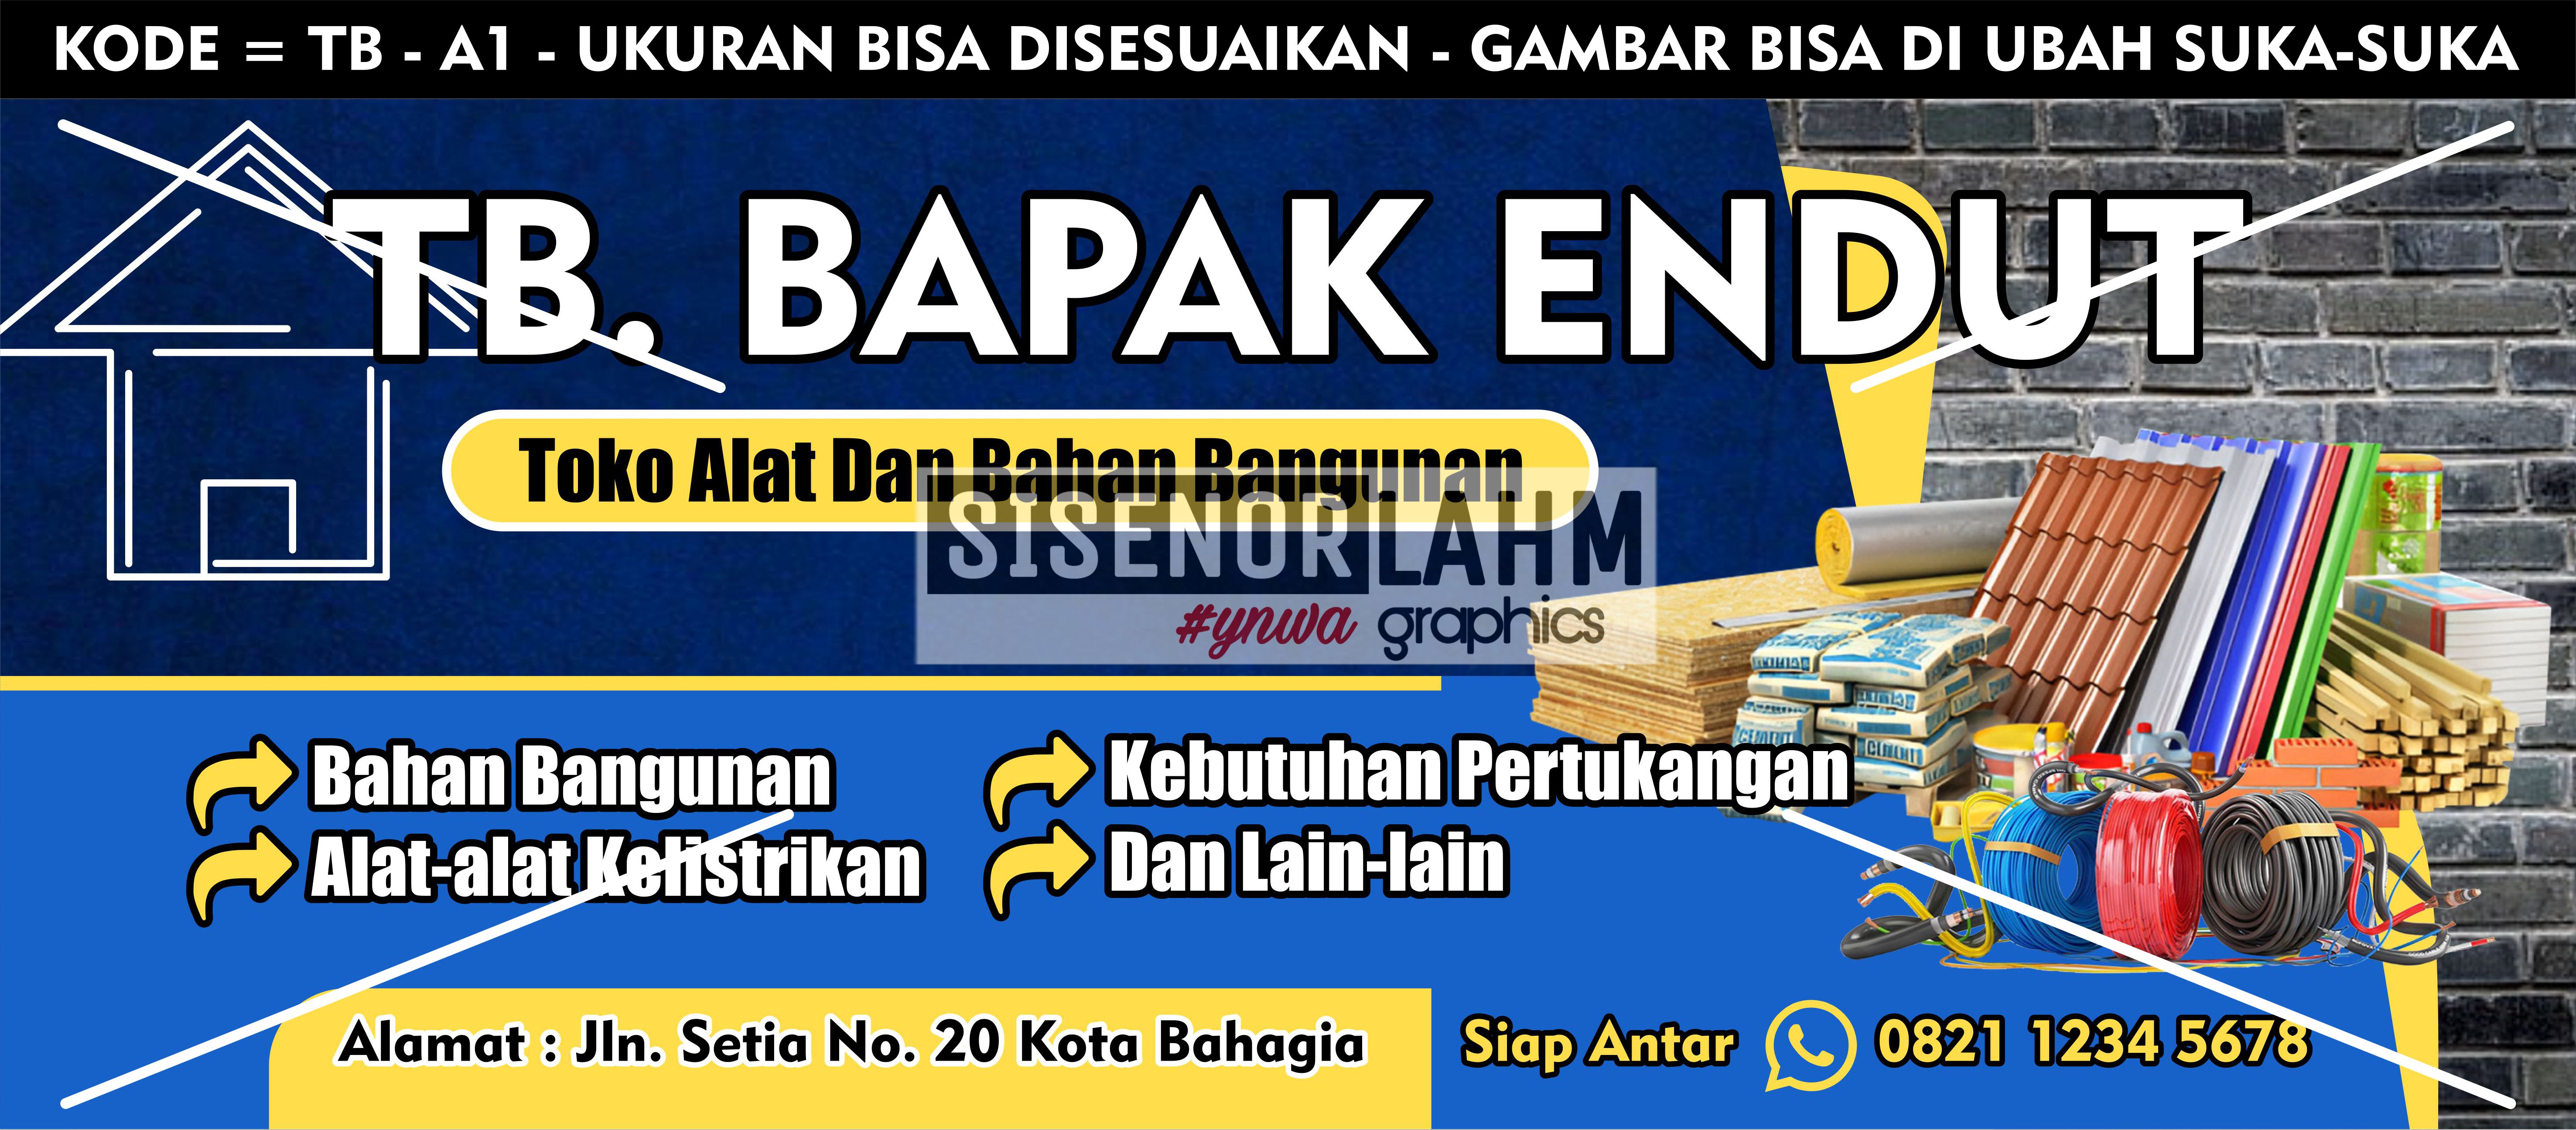 KODE = TB - A1 - UKURAN BISA DISESUAIKAN - GAMBAR BISA DI UBAH SUKA-SUKA
TB. BAPAK ENDUT
Toko Alat Dan Bahan Bangunan
SISENORLAHM
#ynwa graphics
Bahan Bangunan
Kebutuhan Pertukangan
Alat-alat Kelistrikan
Dan Lain-lain
Alamat : Jln. Setia No. 20 Kota Bahagia
Siap Antar 0821 1234 5678